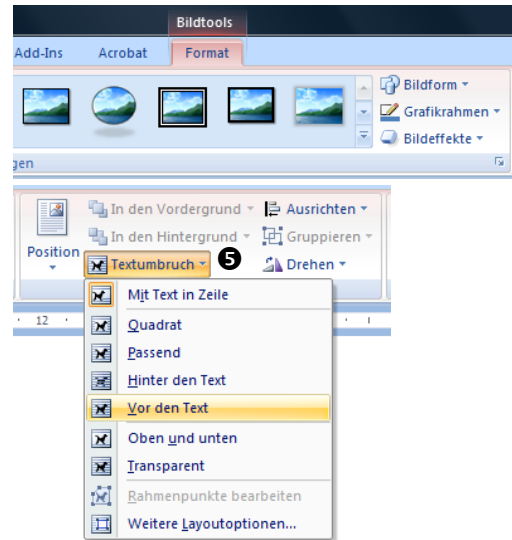 Bildtools
Add-Ins Acrobat Format
Bildform
Grafikrahmen
Bildeffekte
gen
In den Vordergrund Ausrichten
In den Hintergrund Gruppieren
Position
Textumbruch 5 Drehen
12
Mit Text in Zeile
Quadrat
Passend
Hinter den Text
Vor den Text
Oben und unten
Transparent
Rahmenpunkte bearbeiten
Weitere Layoutoptionen...